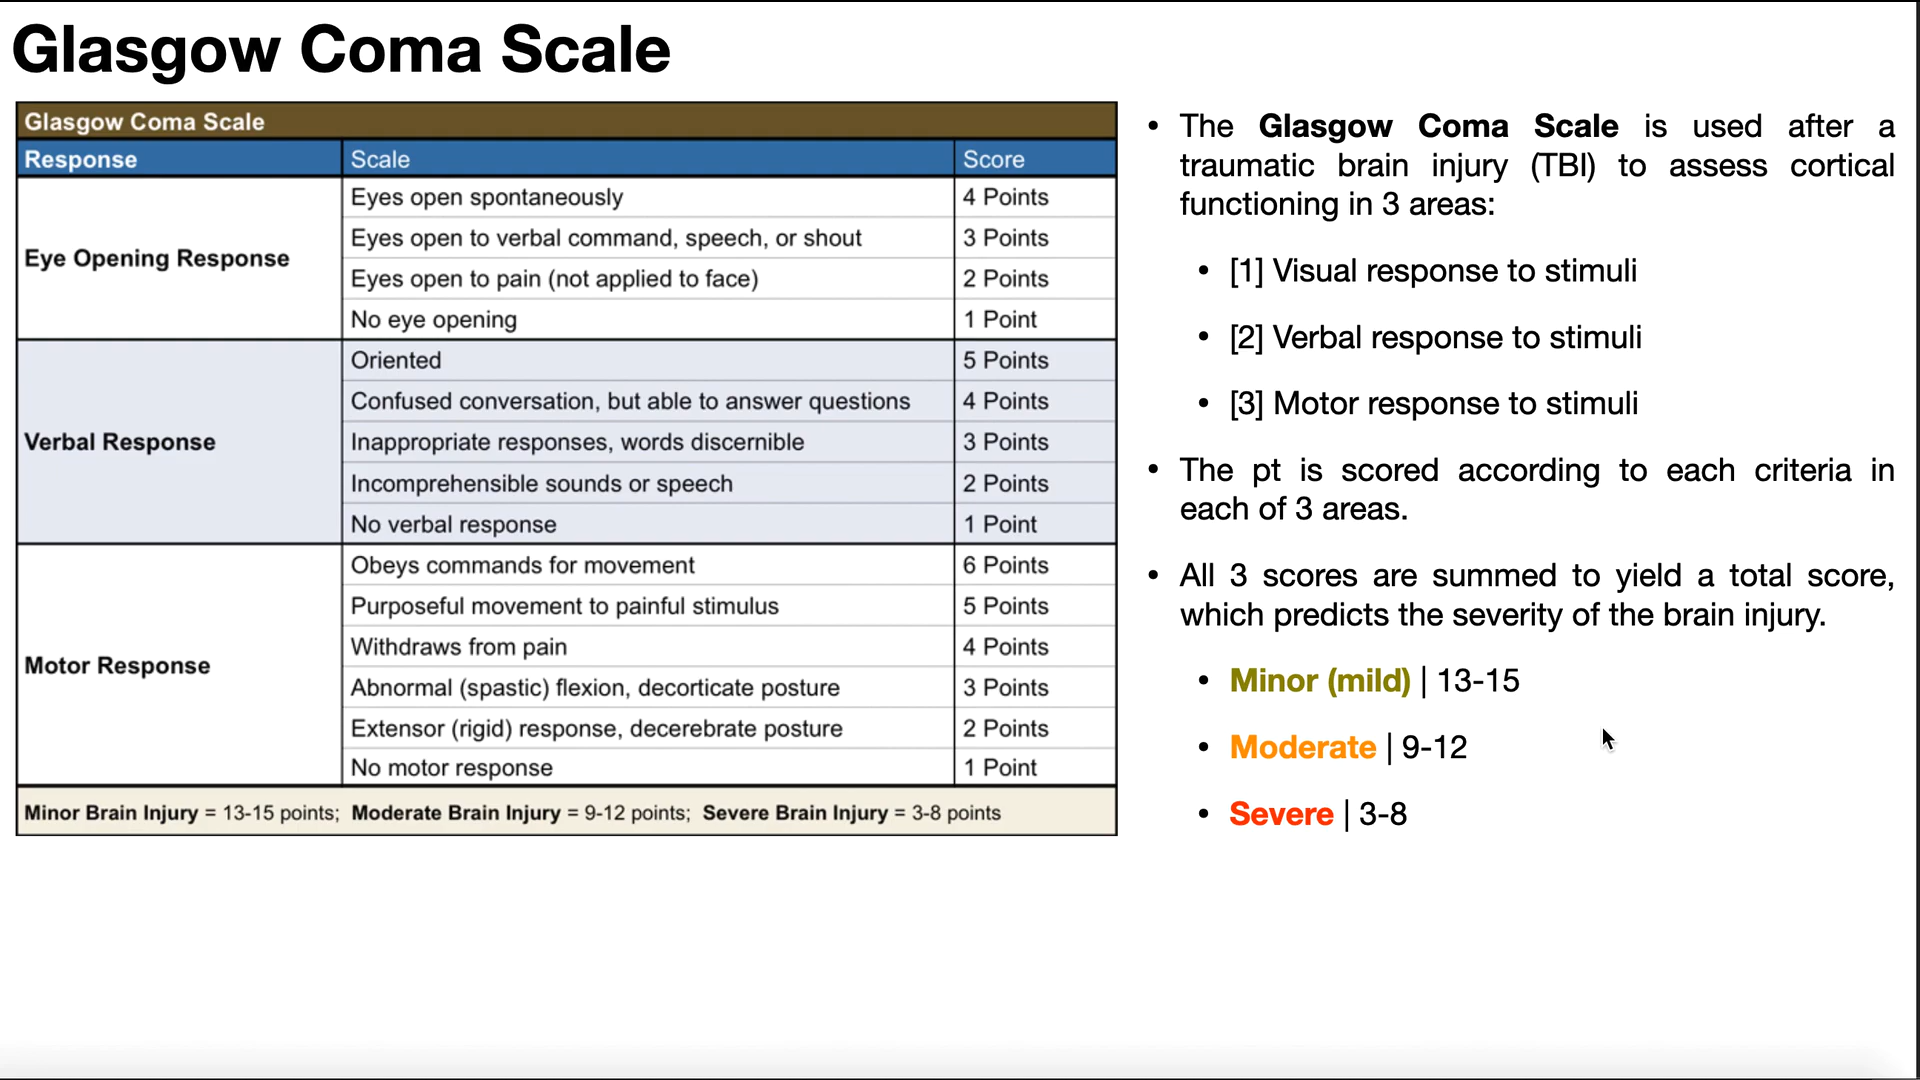 Glasgow Coma Scale
Glasgow Coma Scale
Response Scale Score
Eye Opening Response
Eyes open spontaneously 4 Points
Eyes open to verbal command, speech, or shout 3 Points
Eyes open to pain (not applied to face) 2 Points
No eye opening 1 Point
Verbal Response
Oriented 5 Points
Confused conversation, but able to answer questions 4 Points
Inappropriate responses, words discernible 3 Points
Incomprehensible sounds or speech 2 Points
No verbal response 1 Point
Motor Response
Obeys commands for movement 6 Points
Purposeful movement to painful stimulus 5 Points
Withdraws from pain 4 Points
Abnormal (spastic) flexion, decorticate posture 3 Points
Extensor (rigid) response, decerebrate posture 2 Points
No motor response 1 Point
Minor Brain Injury = 13-15 points; Moderate Brain Injury = 9-12 points; Severe Brain Injury = 3-8 points
• The Glasgow Coma Scale is used after a
traumatic brain injury (TBI) to assess cortical
functioning in 3 areas:
• [1] Visual response to stimuli
• [2] Verbal response to stimuli
• [3] Motor response to stimuli
• The pt is scored according to each criteria in
each of 3 areas.
• All 3 scores are summed to yield a total score,
which predicts the severity of the brain injury.
• Minor (mild) | 13-15
• Moderate | 9-12
• Severe | 3-8